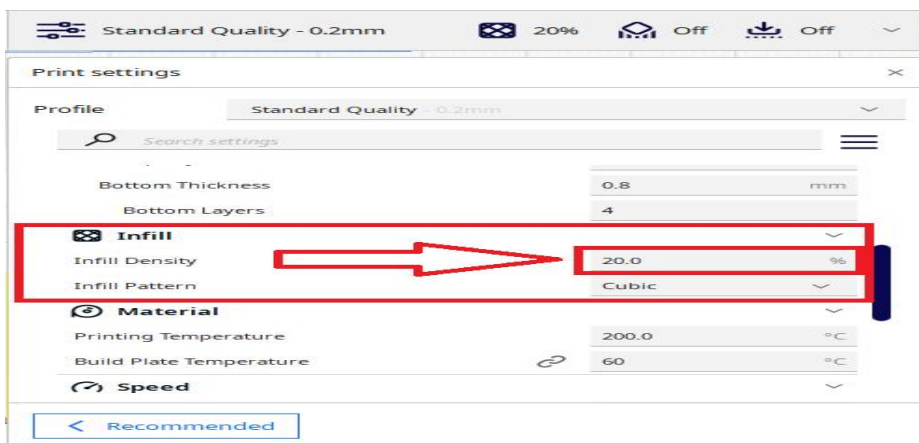 Standard Quality - 0.2mm 20% Off Off
Print settings
Profile Standard Quality - 0.2mm
Search settings
Bottom Thickness 0.8 mm
Bottom Layers 4
Infill
Infill Density 20.0 %
Infill Pattern Cubic
Material
Printing Temperature 200.0 °C
Build Plate Temperature 60 °C
Speed
Recommended